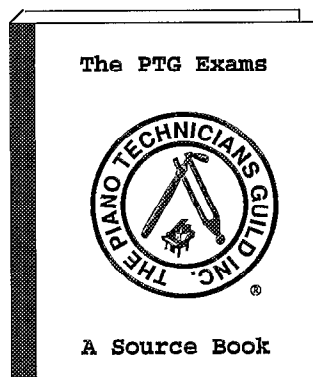 The PTG Exams
THE PIANO TECHNICIANS GUILD INC.
®
A Source Book